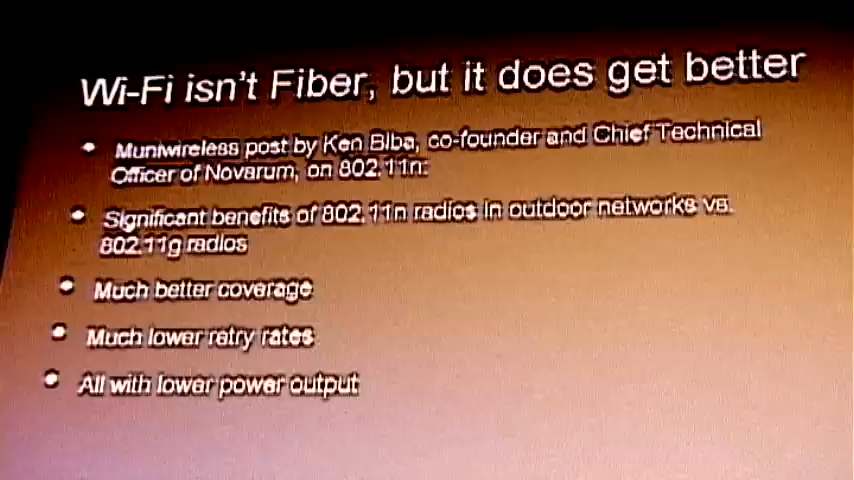 Wi-Fi isn't Fiber, but it does get better
• Muniwireless post by Ken Biba, co-founder and Chief Technical
Officer of Novarum, on 802.11n:
• Significant benefits of 802.11n radios in outdoor networks vs.
802.11g radios
• Much better coverage
• Much lower retry rates
• All with lower power output